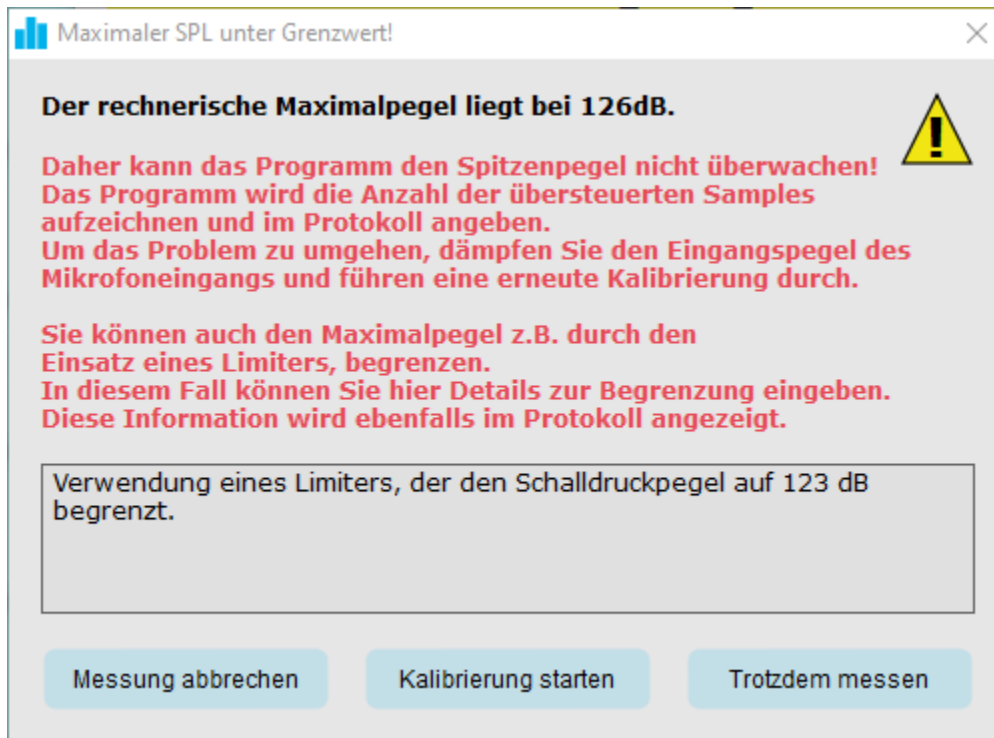 Maximaler SPL unter Grenzwert!
Der rechnerische Maximalpegel liegt bei 126dB.
Daher kann das Programm den Spitzenpegel nicht überwachen!
Das Programm wird die Anzahl der übersteuerten Samples
aufzeichnen und im Protokoll angeben.
Um das Problem zu umgehen, dämpfen Sie den Eingangspegel des
Mikrofoneingangs und führen eine erneute Kalibrierung durch.
Sie können auch den Maximalpegel z.B. durch den
Einsatz eines Limiters, begrenzen.
In diesem Fall können Sie hier Details zur Begrenzung eingeben.
Diese Information wird ebenfalls im Protokoll angezeigt.
Verwendung eines Limiters, der den Schalldruckpegel auf 123 dB
begrenzt.
Messung abbrechen
Kalibrierung starten
Trotzdem messen